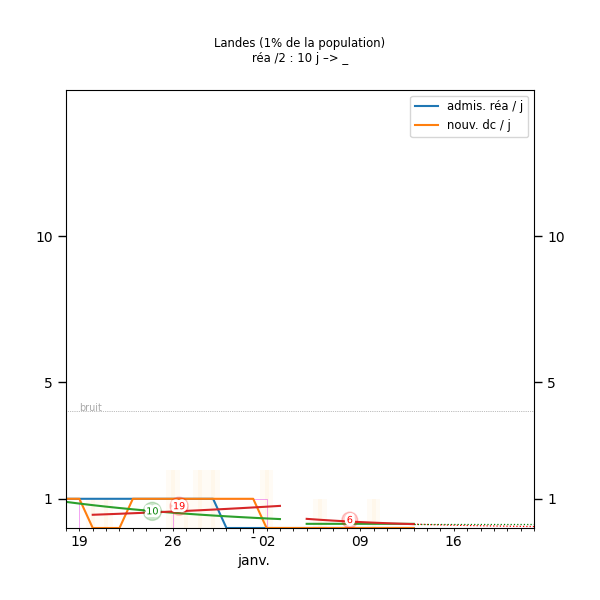 Landes (1% de la population)
réa /2 : 10 j –> _
admis. réa / j
nouv. dc / j
10
10
5
5
bruit
1
1
10
19
6
19
26
- 02
09
16
janv.